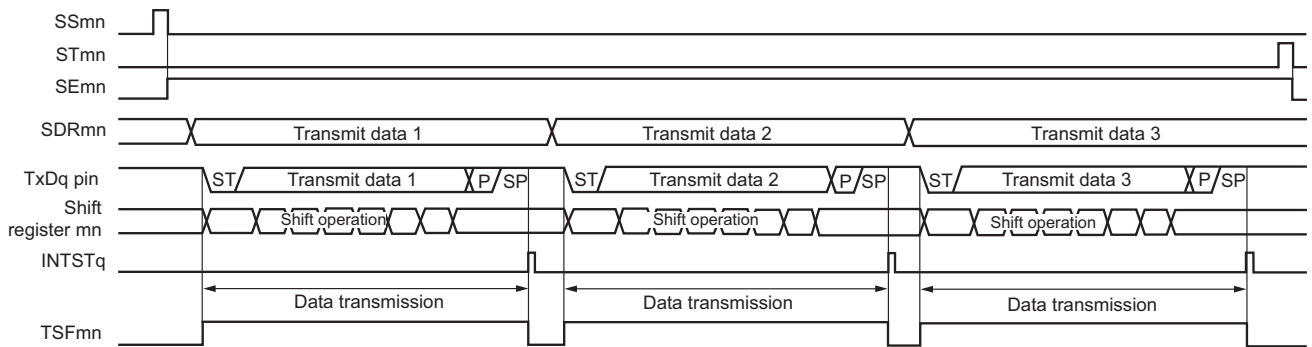 SSmn
STmn
SEmn
SDRmn Transmit data 1 Transmit data 2 Transmit data 3
TxDq pin ST Transmit data 1 P SP ST Transmit data 2 P SP ST Transmit data 3 P SP
Shift
register mn Shift operation Shift operation Shift operation
INTSTq
Data transmission Data transmission Data transmission
TSFmn